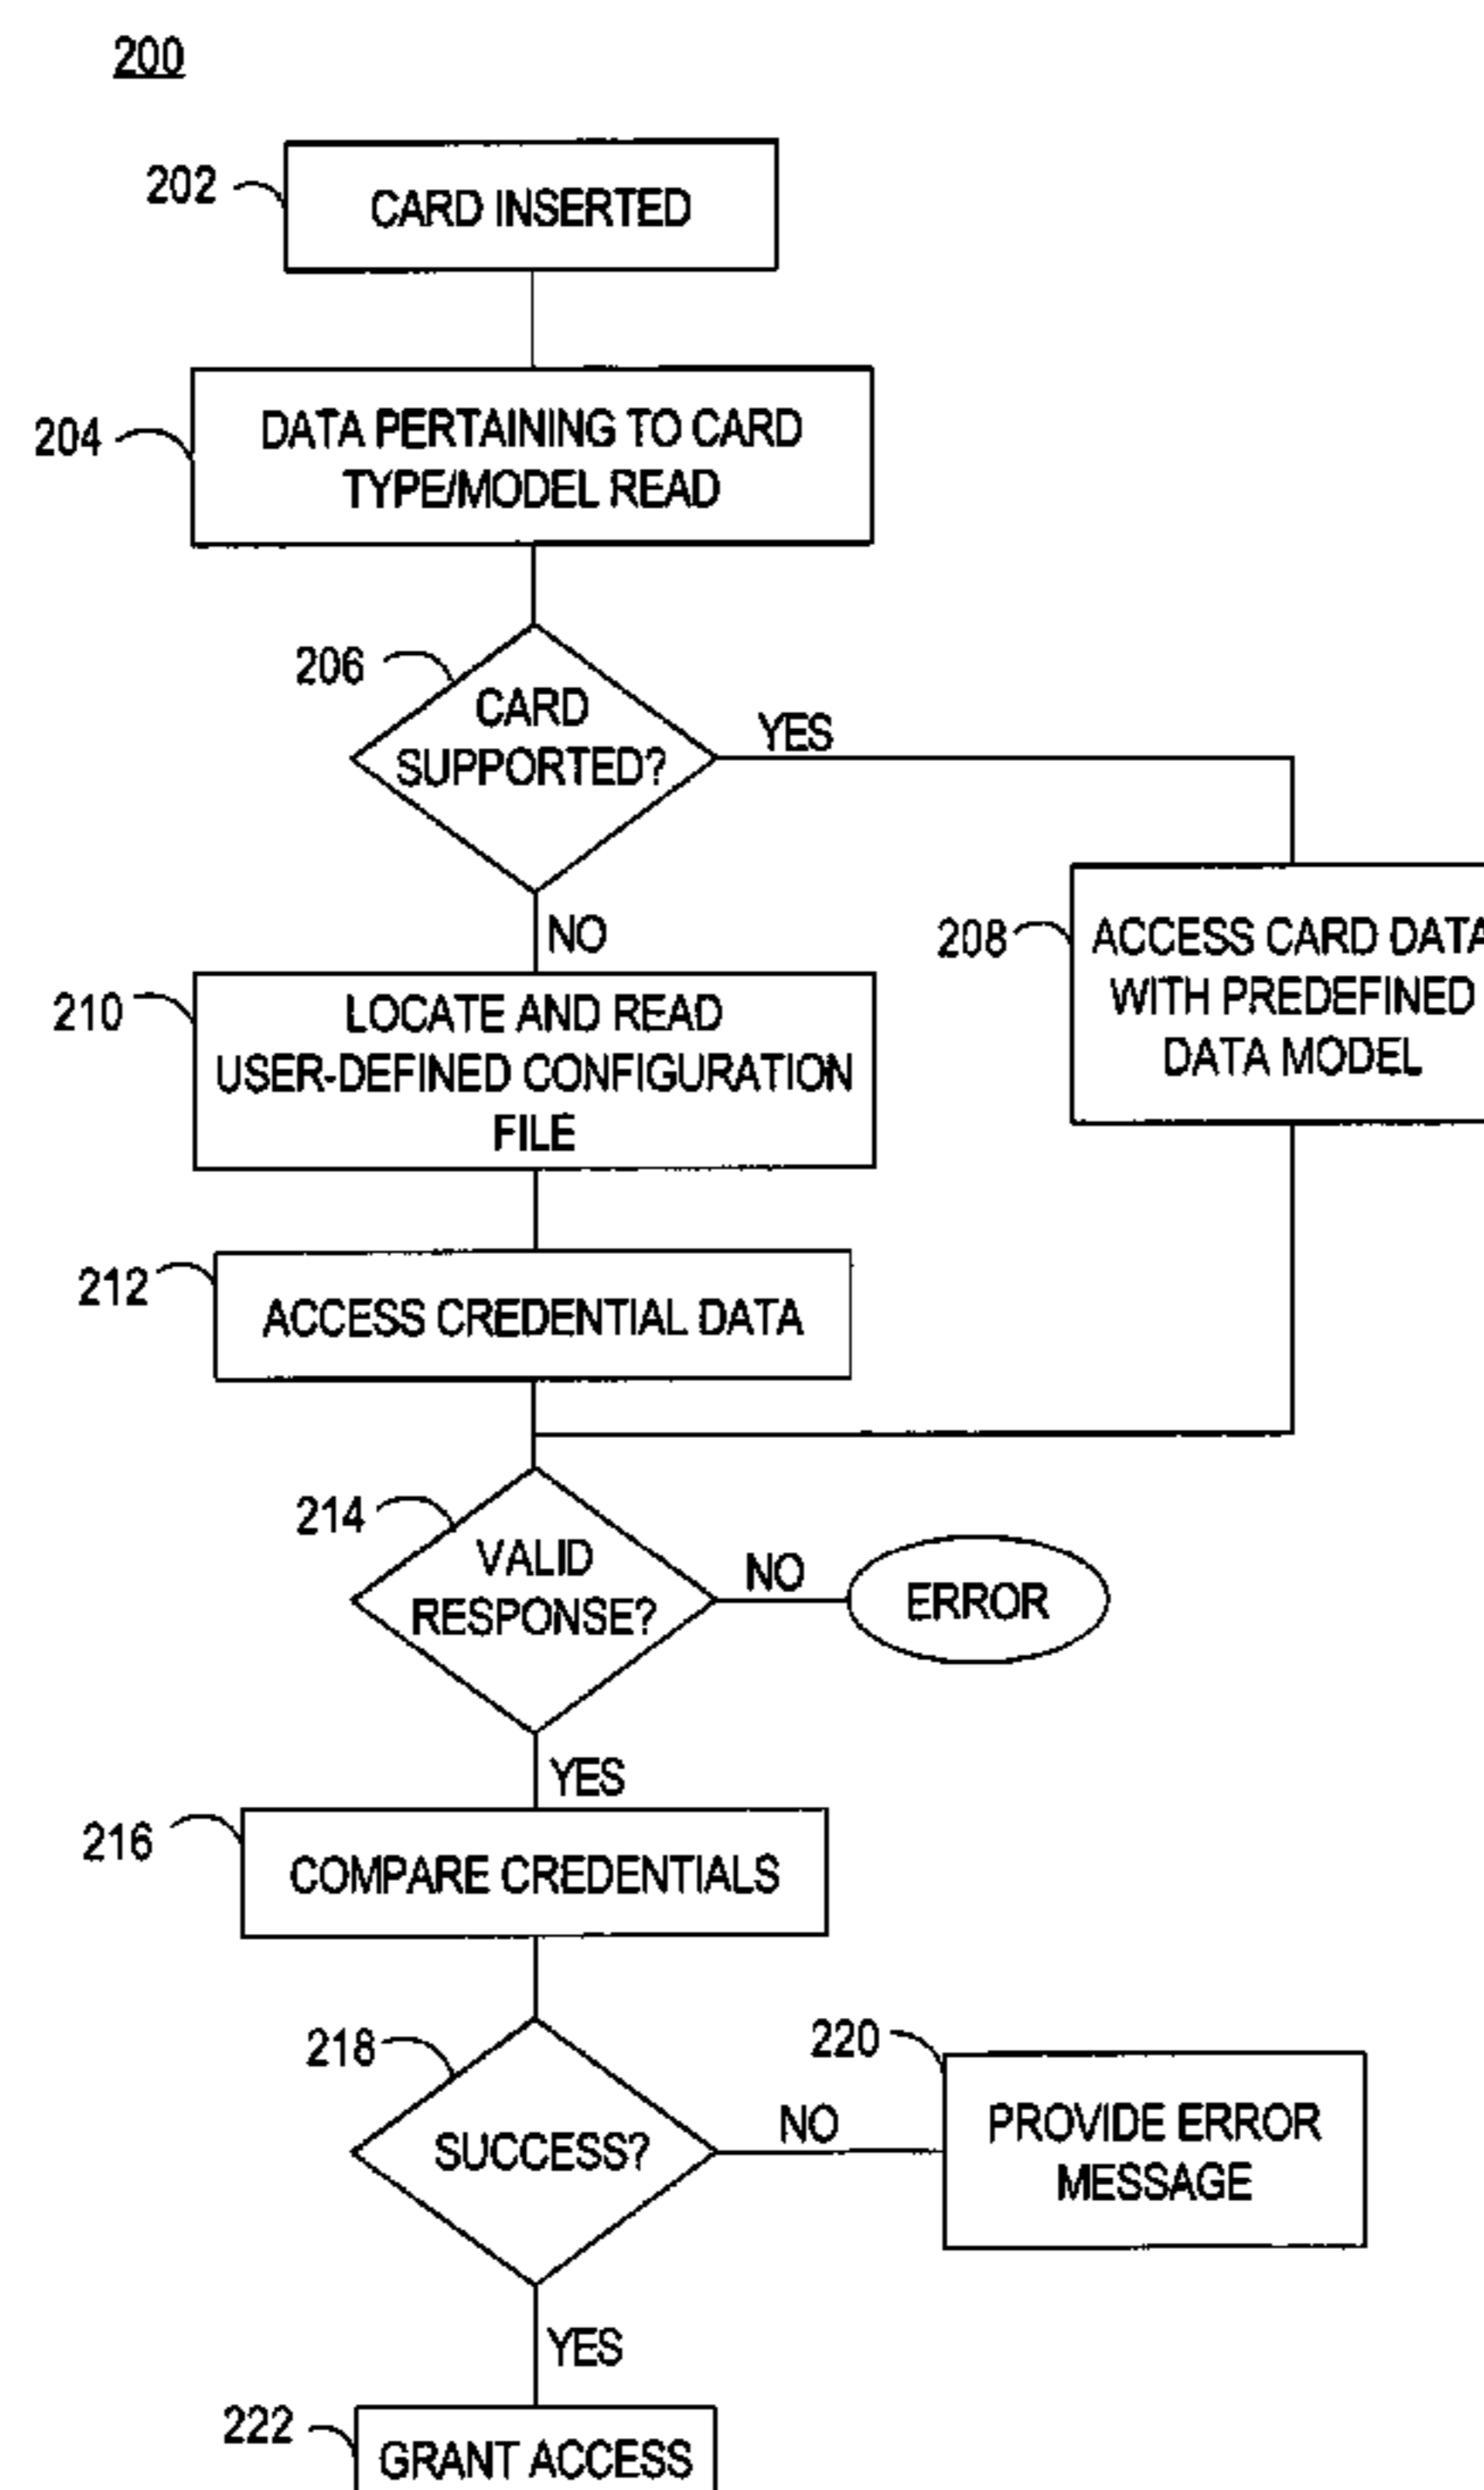 200
202
CARD INSERTED
204
DATA PERTAINING TO CARD
TYPE/MODEL READ
206
CARD
SUPPORTED?
YES
NO
208
ACCESS CARD DATA
WITH PREDEFINED
DATA MODEL
210
LOCATE AND READ
USER-DEFINED CONFIGURATION
FILE
212
ACCESS CREDENTIAL DATA
214
VALID
RESPONSE?
NO
ERROR
YES
216
COMPARE CREDENTIALS
218
SUCCESS?
NO
220
PROVIDE ERROR
MESSAGE
YES
222
GRANT ACCESS